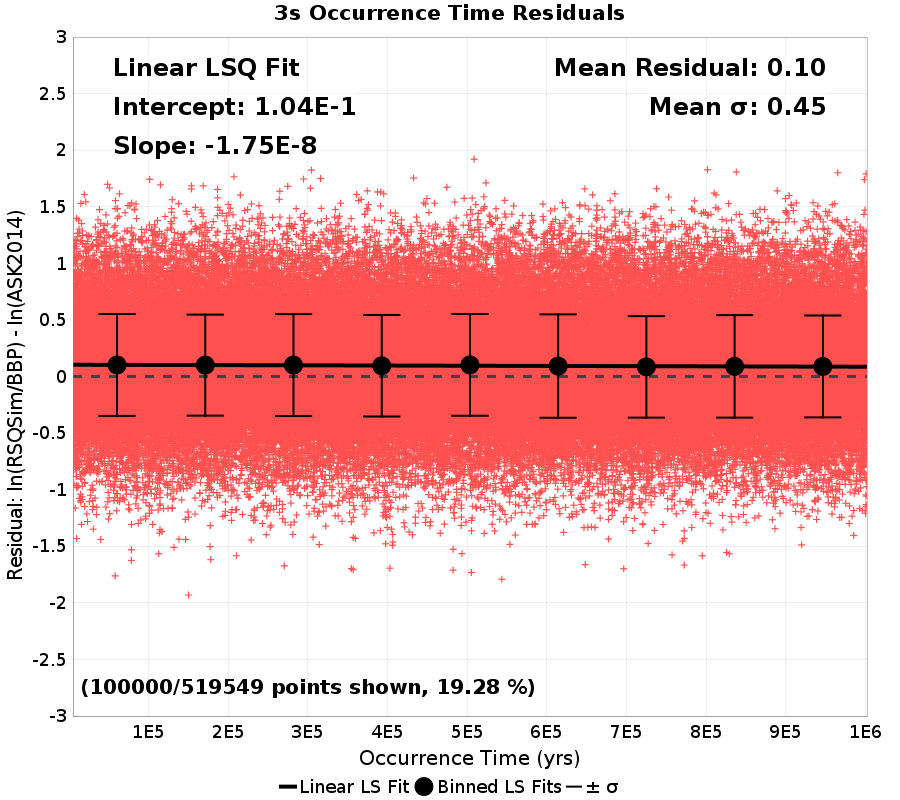 3s Occurrence Time Residuals
Linear LSQ Fit
Intercept: 1.04E-1
Slope: -1.75E-8
Mean Residual: 0.10
Mean σ: 0.45
Residual: ln(RSQSim/BBP) - ln(ASK2014)
3
2.5
2
1.5
1
0.5
0
-0.5
-1
-1.5
-2
-2.5
-3
(100000/519549 points shown, 19.28 %)
1E5 2E5 3E5 4E5 5E5 6E5 7E5 8E5 9E5 1E6
Occurrence Time (yrs)
Linear LS Fit Binned LS Fits ± σ